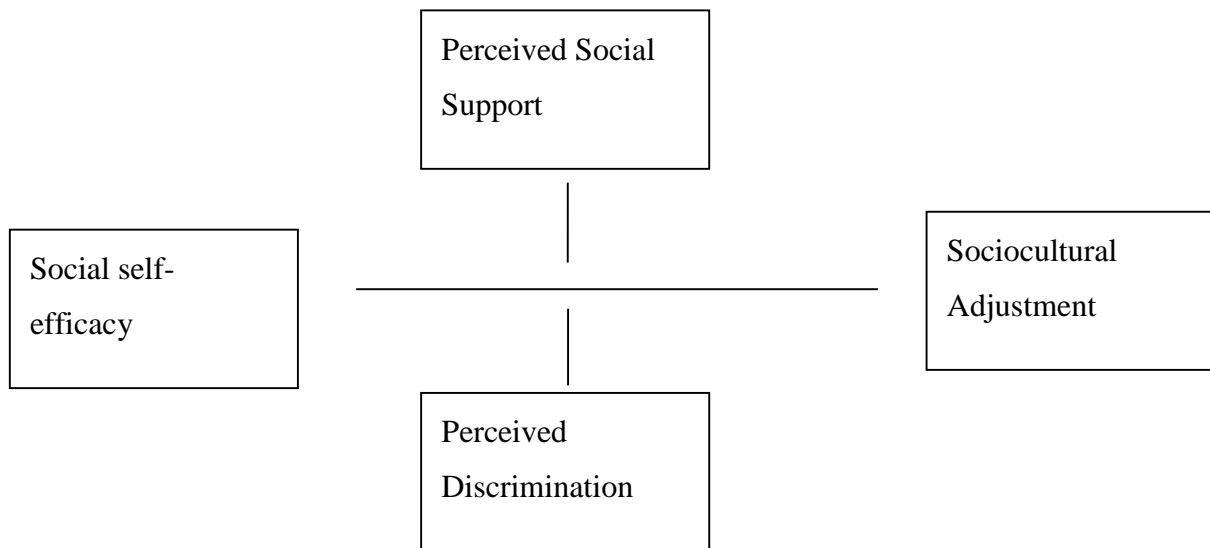 Perceived Social
Support
Social self-
efficacy
Sociocultural
Adjustment
Perceived
Discrimination